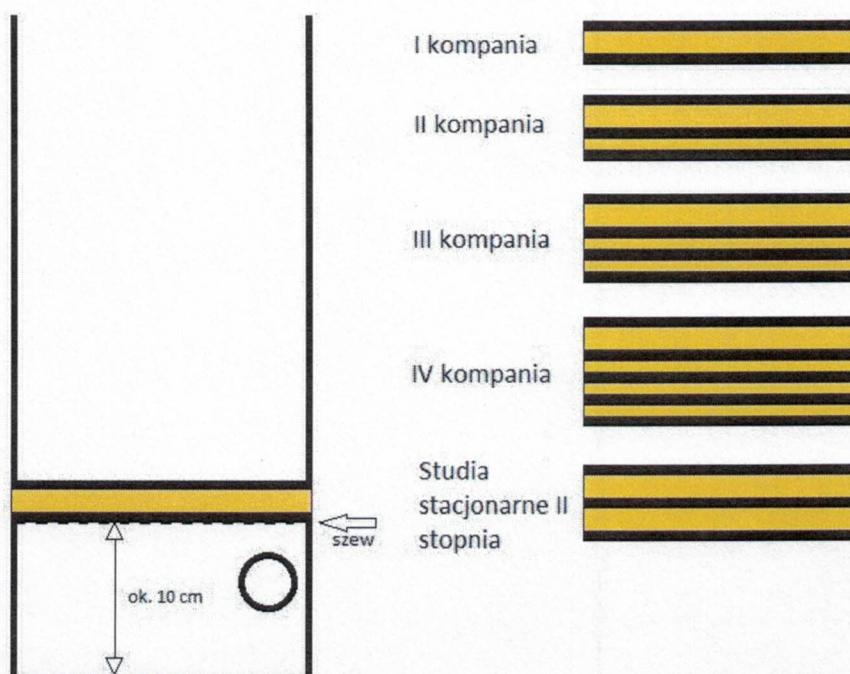 I kompania
II kompania
III kompania
IV kompania
Studia
stacjonarne II
stopnia
szew
ok. 10 cm